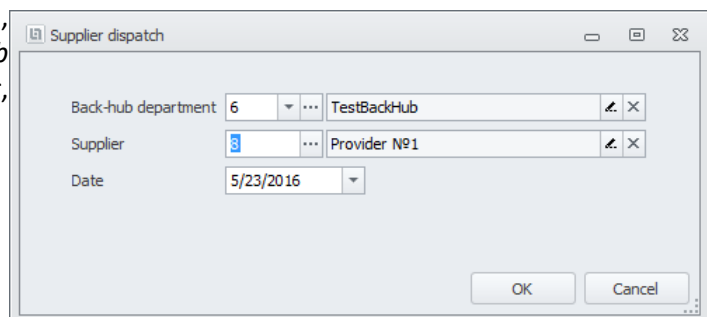 Supplier dispatch
Back-hub department 6 ... TestBackHub
Supplier 8 ... Provider №1
Date 5/23/2016
OK Cancel